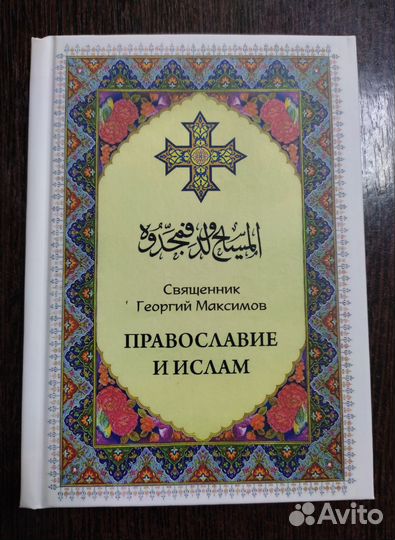 المسيح ولد فمجدوه
Священник
Георгий Максимов
ПРАВОСЛАВИЕ
И ИСЛАМ
Avito